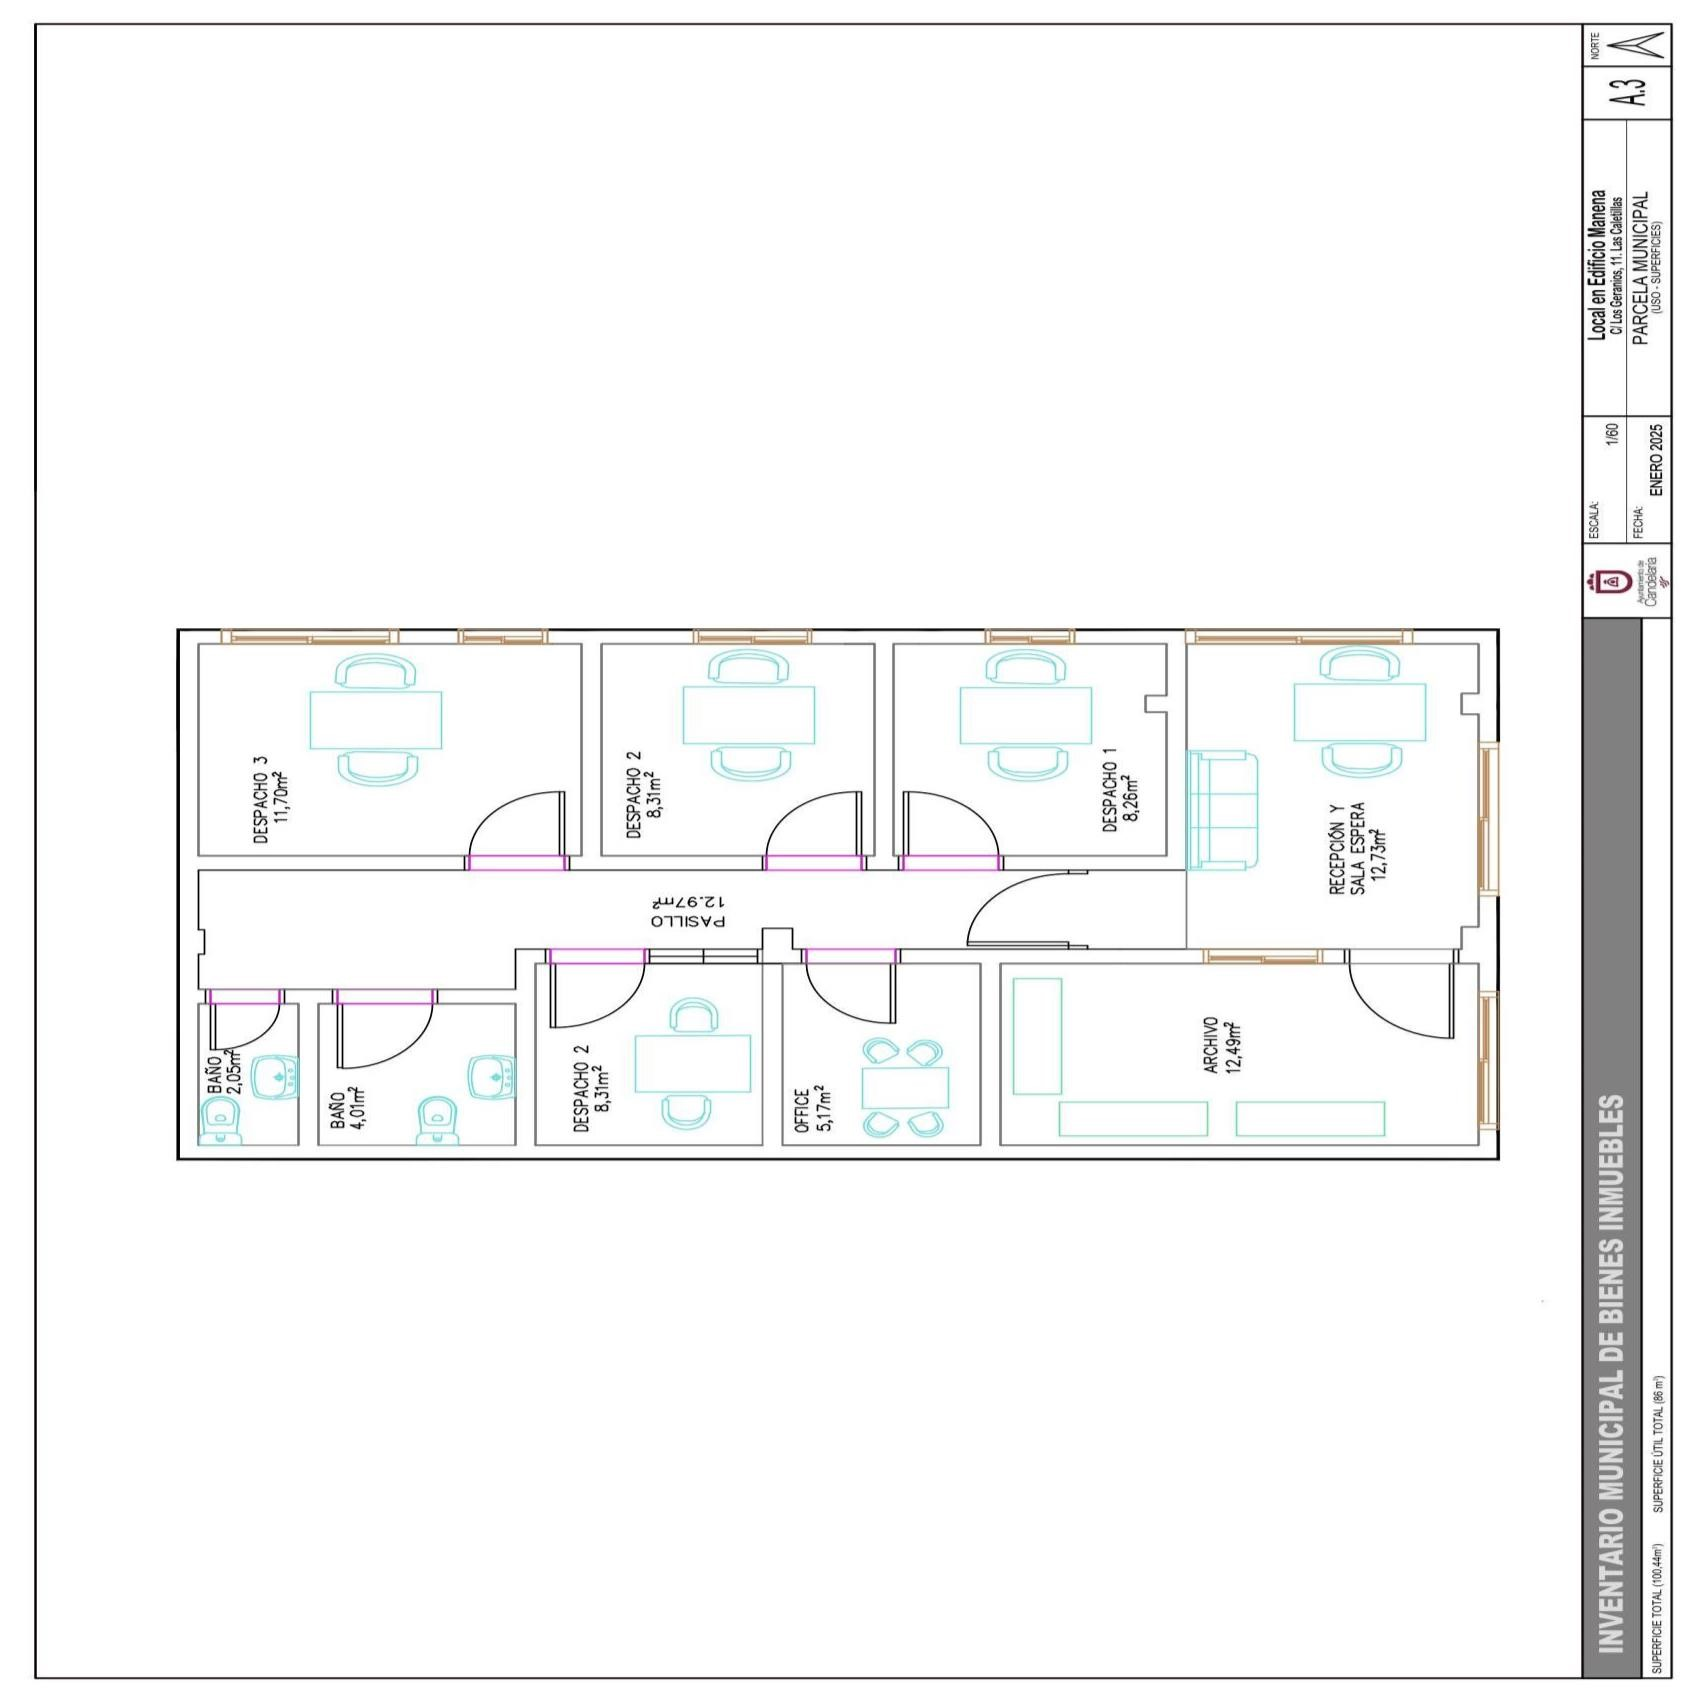 DESPACHO 3
11,70m²
DESPACHO 2
8,31m²
DESPACHO 1
8,26m²
RECEPCIÓN Y
SALA ESPERA
12,73m²
PASILLO
12.97m²
BAÑO
2,05m²
BAÑO
4,01m²
DESPACHO 2
8,31m²
OFFICE
5,17m²
ARCHIVO
12,49m²
INVENTARIO MUNICIPAL DE BIENES INMUEBLES
SUPERFICIE TOTAL (100,44m²) SUPERFICIE ÚTIL TOTAL (86 m²)
Ayuntamiento de
Candelaria
ESCALA:
1/60
FECHA:
ENERO 2025
Local en Edificio Manena
C/ Los Geranios, 11. Las Caletillas
PARCELA MUNICIPAL
(USO - SUPERFICIES)
A.3
NORTE